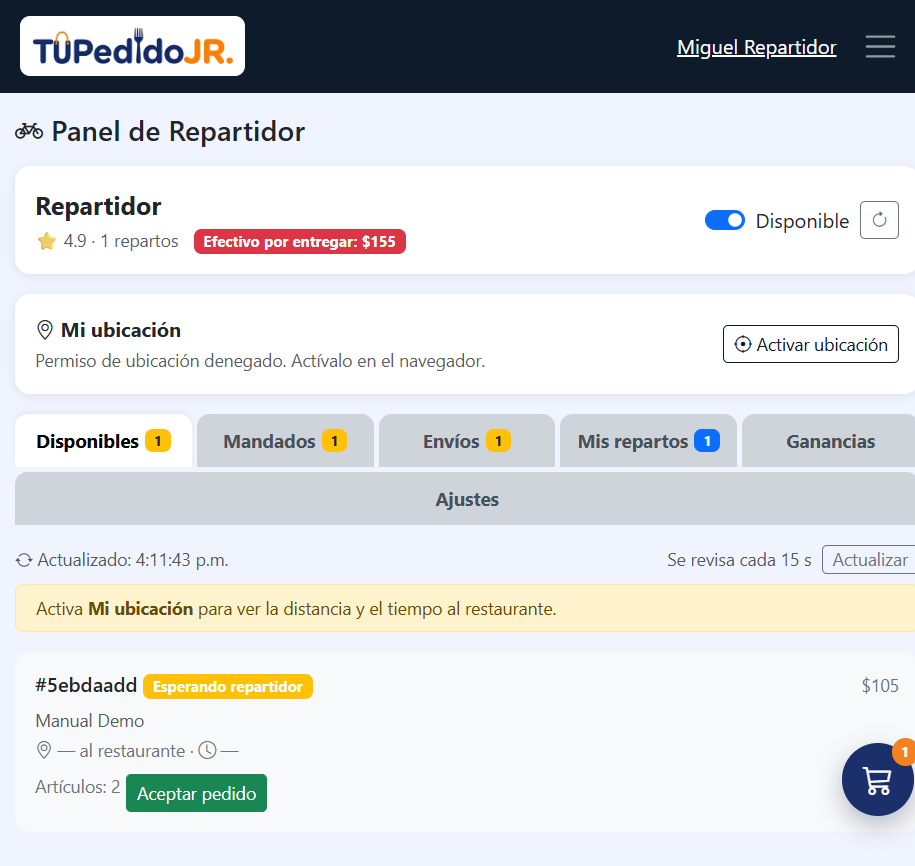 TUPedidoJR.
Miguel Repartidor
Panel de Repartidor
Repartidor
4.9 · 1 repartos Efectivo por entregar: $155
Disponible
Mi ubicación
Permiso de ubicación denegado. Actívalo en el navegador.
Activar ubicación
Disponibles 1 Mandados 1 Envíos 1 Mis repartos 1 Ganancias
Ajustes
Actualizado: 4:11:43 p.m. Se revisa cada 15 s Actualizar
Activa Mi ubicación para ver la distancia y el tiempo al restaurante.
#5ebdaadd Esperando repartidor $105
Manual Demo
— al restaurante · —
Artículos: 2 Aceptar pedido
1